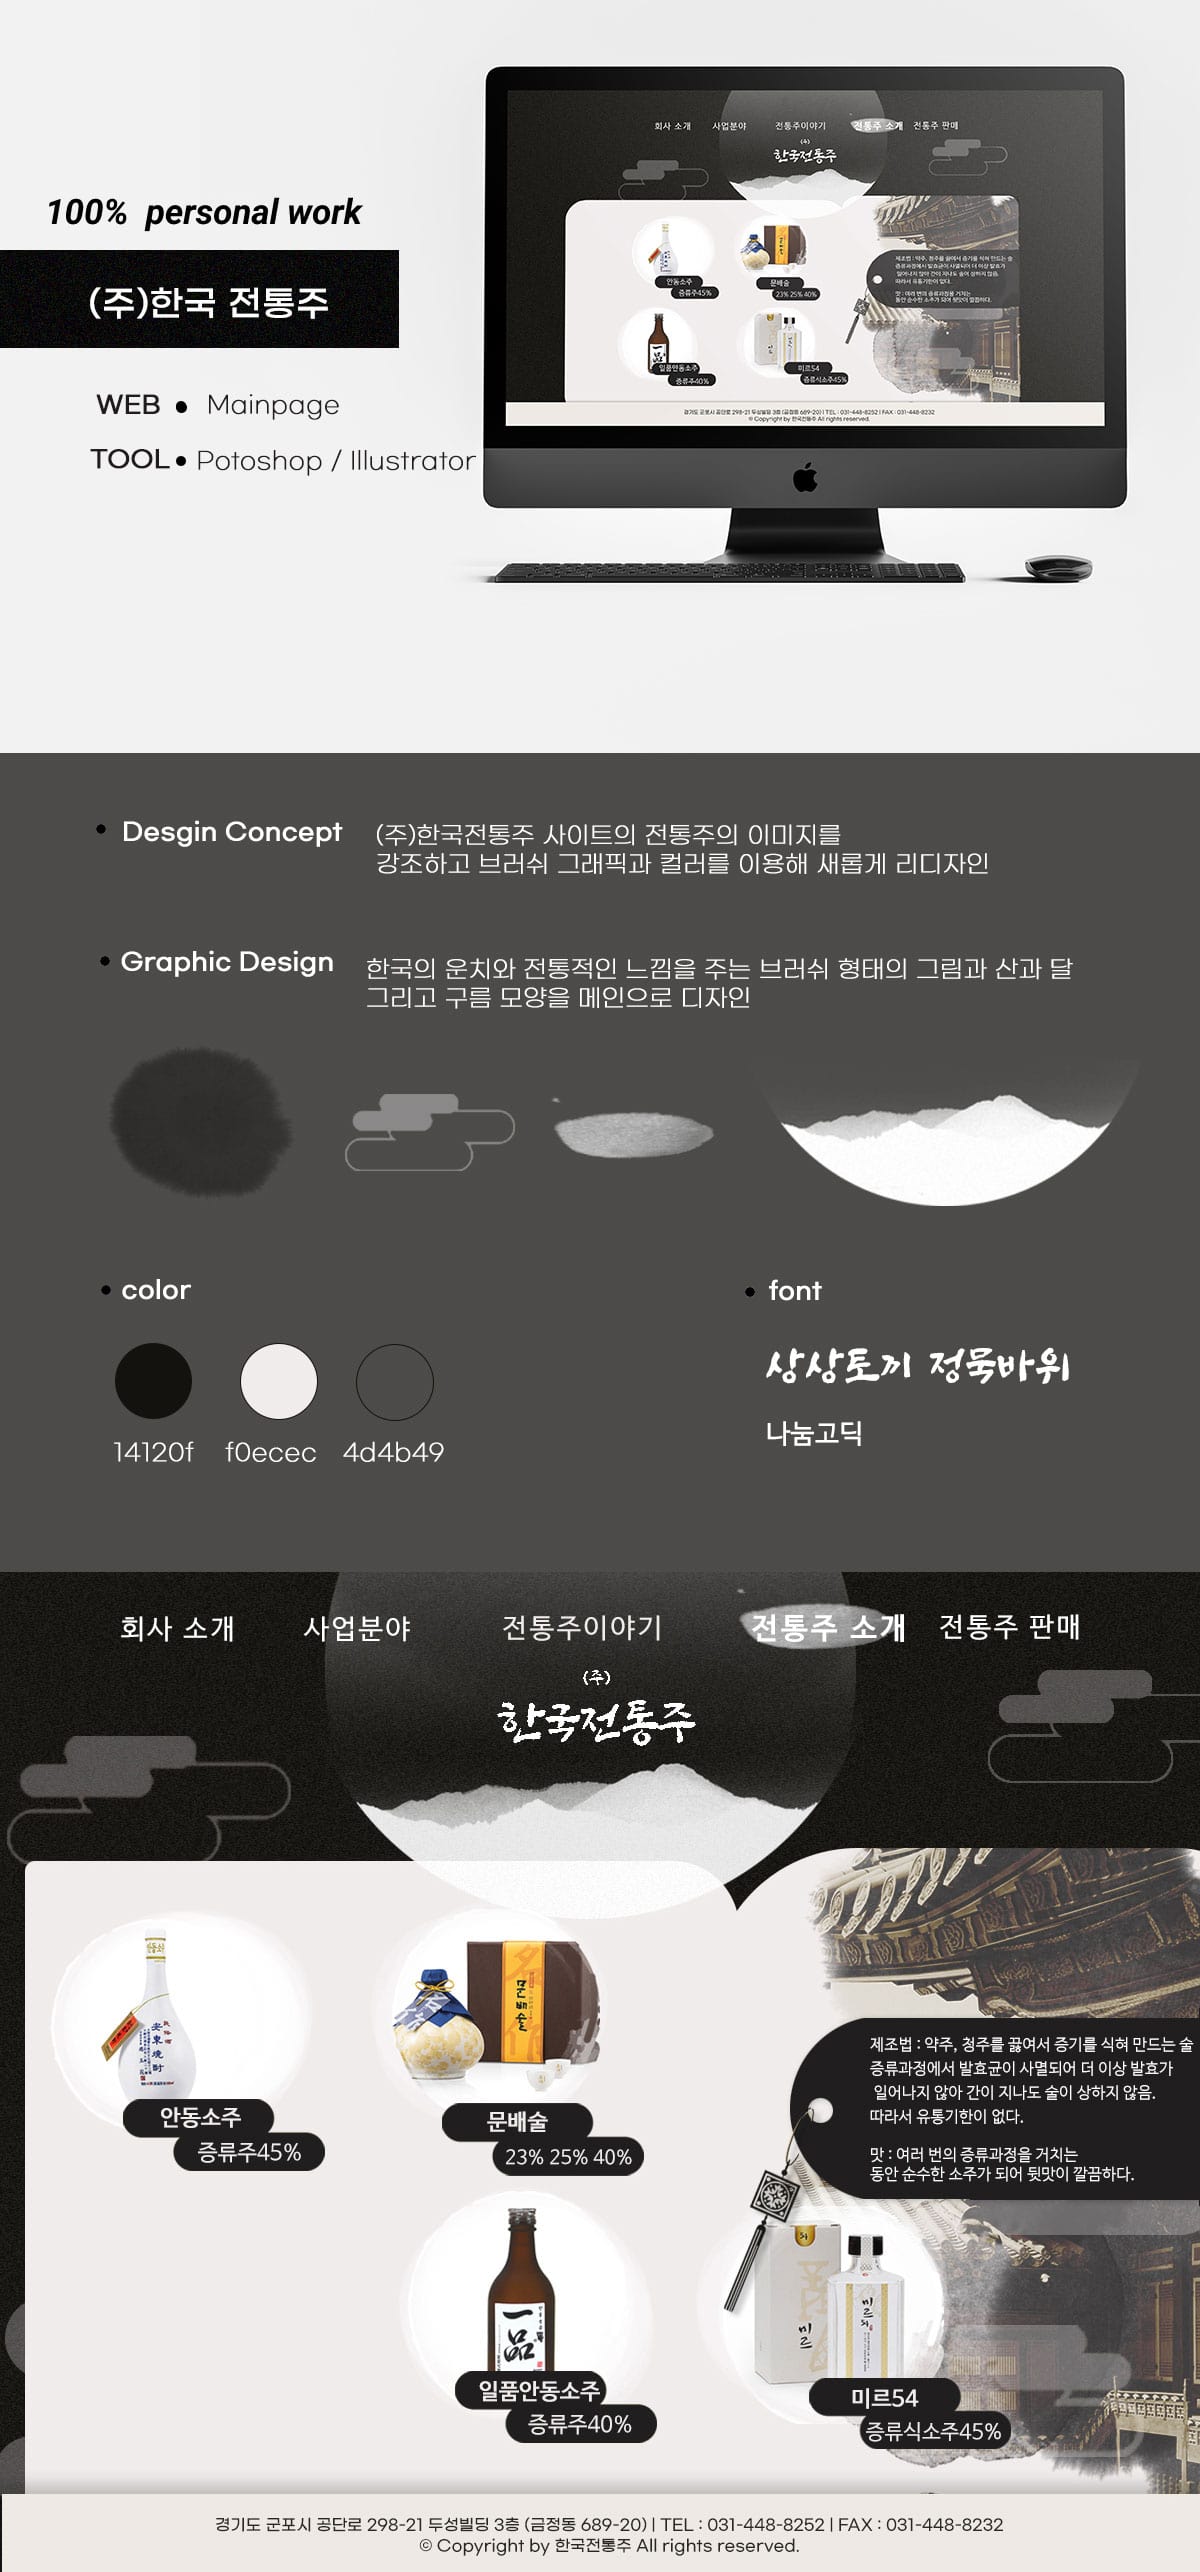 100% personal work
(주)한국 전통주
WEB • Mainpage
TOOL • Potoshop / Illustrator
회사 소개 사업분야 전통주이야기 전통주 소개 전통주 판매
(주)
한국전통주
안동소주
증류주45%
문배술
23% 25% 40%
제조법 : 약주, 청주를 끓여서 증기를 식혀 만드는 술
증류과정에서 발효균이 사멸되어 더 이상 발효가
일어나지 않아 간이 지나도 술이 상하지 않음.
따라서 유통기한이 없다.
맛 : 여러 번의 증류과정을 거치는
동안 순수한 소주가 되어 뒷맛이 깔끔하다.
일품안동소주
증류주40%
미르54
증류식소주45%
경기도 군포시 공단로 298-21 두성빌딩 3층 (금정동 689-20) | TEL : 031-448-8252 | FAX : 031-448-8232
© Copyright by 한국전통주 All rights reserved.
• Desgin Concept (주)한국전통주 사이트의 전통주의 이미지를
강조하고 브러쉬 그래픽과 컬러를 이용해 새롭게 리디자인
• Graphic Design 한국의 운치와 전통적인 느낌을 주는 브러쉬 형태의 그림과 산과 달
그리고 구름 모양을 메인으로 디자인
• color
14120f f0ecec 4d4b49
• font
상상토끼 정묵바위
나눔고딕
회사 소개 사업분야 전통주이야기 전통주 소개 전통주 판매
(주)
한국전통주
安東燒酎
안동소주
증류주45%
문배술
문배술
23% 25% 40%
제조법 : 약주, 청주를 끓여서 증기를 식혀 만드는 술
증류과정에서 발효균이 사멸되어 더 이상 발효가
일어나지 않아 간이 지나도 술이 상하지 않음.
따라서 유통기한이 없다.
맛 : 여러 번의 증류과정을 거치는
동안 순수한 소주가 되어 뒷맛이 깔끔하다.
一品
일품안동소주
증류주40%
54
미르
미르
미르54
증류식소주45%
경기도 군포시 공단로 298-21 두성빌딩 3층 (금정동 689-20) | TEL : 031-448-8252 | FAX : 031-448-8232
© Copyright by 한국전통주 All rights reserved.